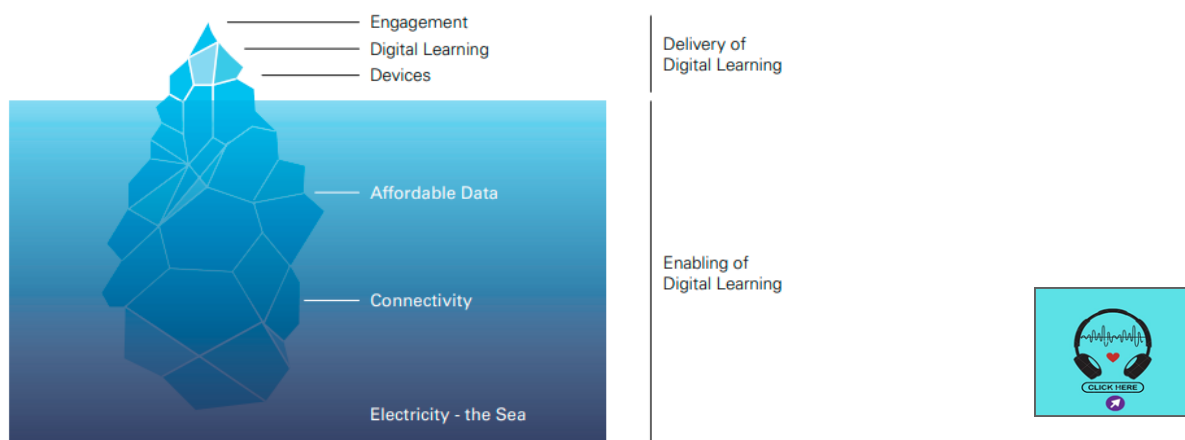 Engagement
Digital Learning
Devices
Delivery of
Digital Learning
Affordable Data
Enabling of
Digital Learning
Connectivity
CLICK HERE
Electricity - the Sea